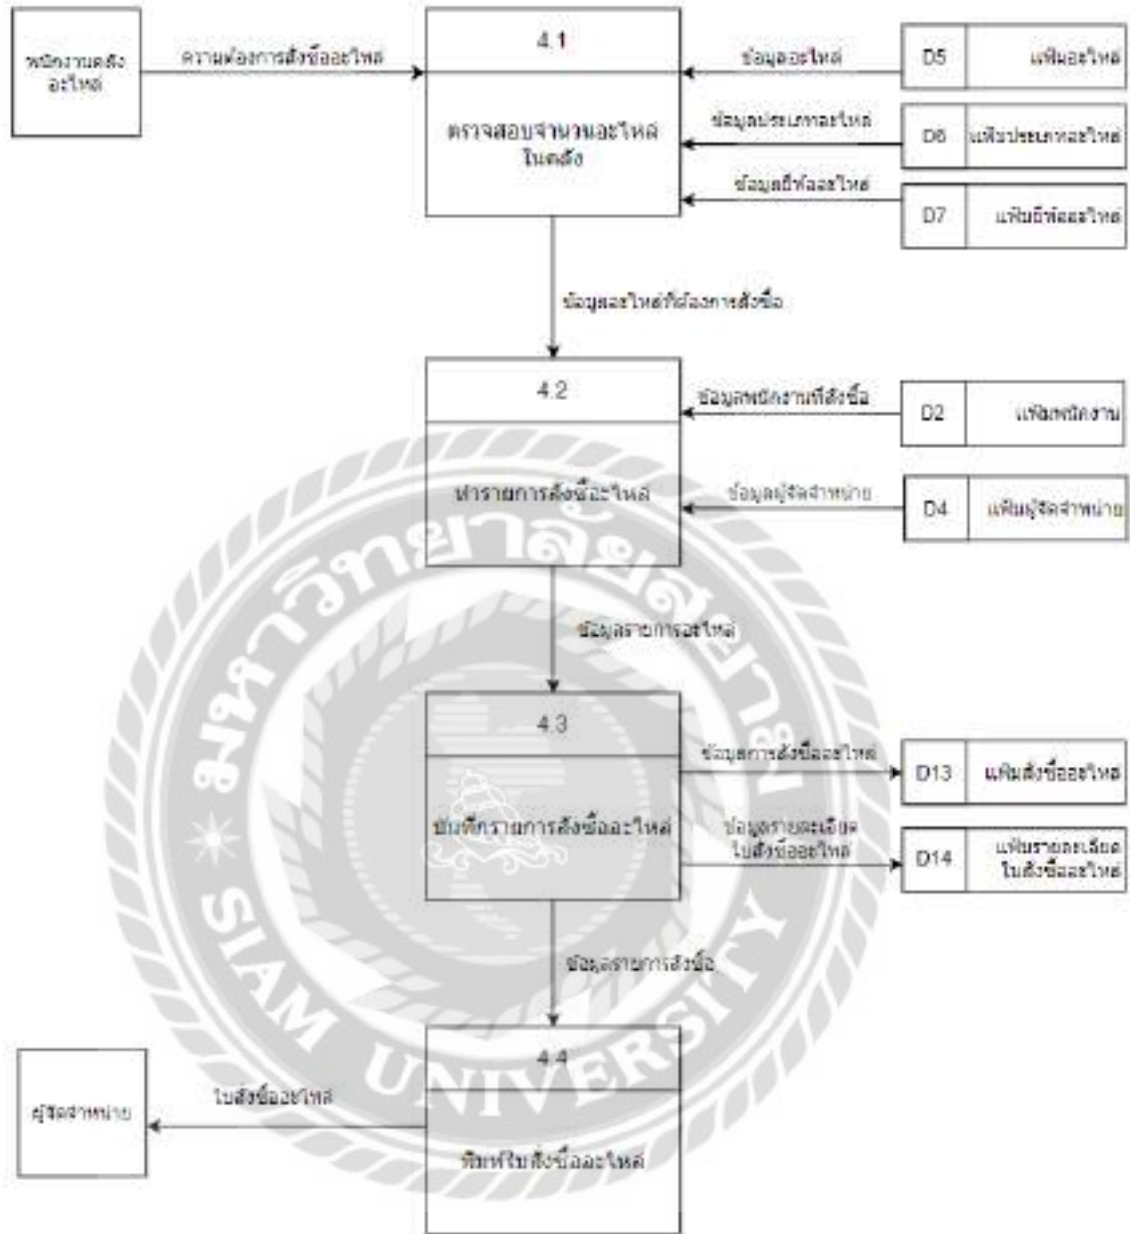 พนักงานคลัง
อะไหล่
ความต้องการสั่งซื้ออะไหล่
4.1
ตรวจสอบจำนวนอะไหล่
ในคลัง
ข้อมูลอะไหล่
D5
แฟ้มอะไหล่
ข้อมูลประเภทอะไหล่
D6
แฟ้มประเภทอะไหล่
ข้อมูลยี่ห้ออะไหล่
D7
แฟ้มยี่ห้ออะไหล่
ข้อมูลอะไหล่ที่ต้องการสั่งซื้อ
4.2
ทำรายการสั่งซื้ออะไหล่
ข้อมูลพนักงานที่สั่งซื้อ
D2
แฟ้มพนักงาน
ข้อมูลผู้จัดจำหน่าย
D4
แฟ้มผู้จัดจำหน่าย
ข้อมูลรายการอะไหล่
4.3
บันทึกรายการสั่งซื้ออะไหล่
ข้อมูลการสั่งซื้ออะไหล่
D13
แฟ้มสั่งซื้ออะไหล่
ข้อมูลรายละเอียด
ใบสั่งซื้ออะไหล่
D14
แฟ้มรายละเอียด
ใบสั่งซื้ออะไหล่
ข้อมูลรายการสั่งซื้อ
4.4
พิมพ์ใบสั่งซื้ออะไหล่
ใบสั่งซื้ออะไหล่
ผู้จัดจำหน่าย
มหาวิทยาลัยสยาม
SIAM UNIVERSITY